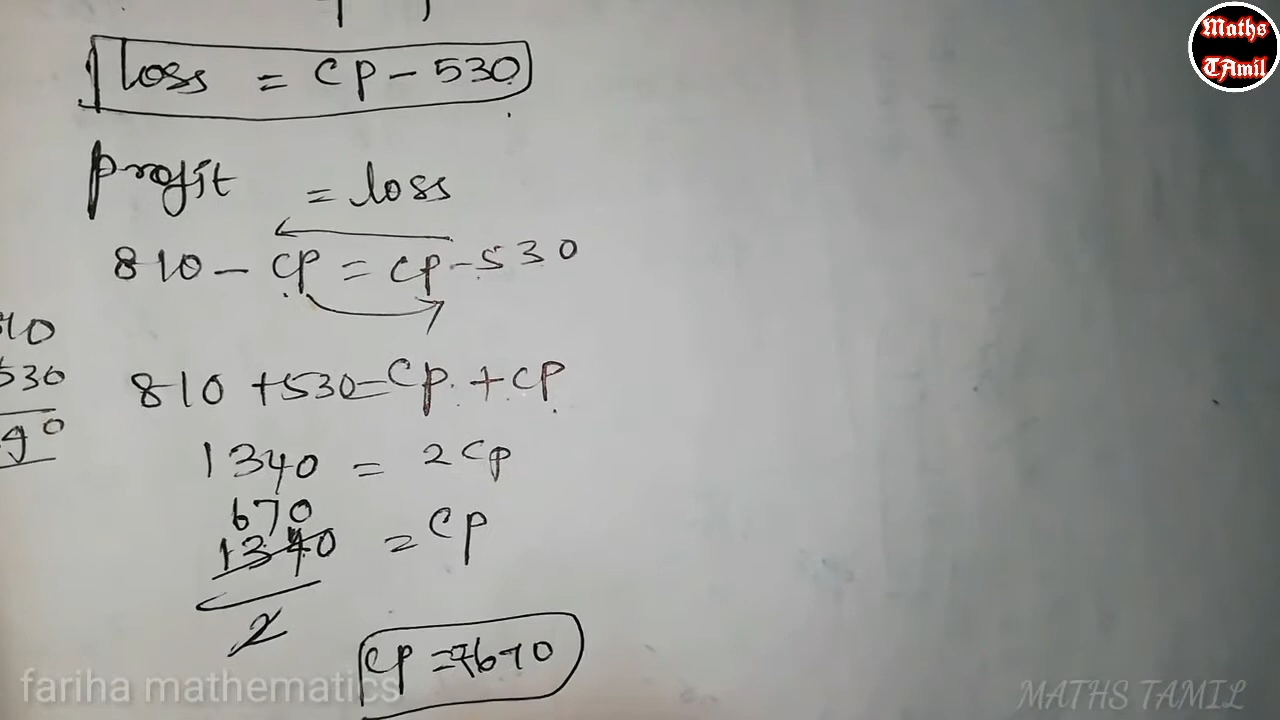 Maths
TAmil
loss = CP - 530
profit = loss
810 - CP = CP - 530
530
810 + 530 = CP + CP
1340 = 2CP
670
1340 = CP
2
CP = ₹670
fariha mathematics
MATHS TAMIL